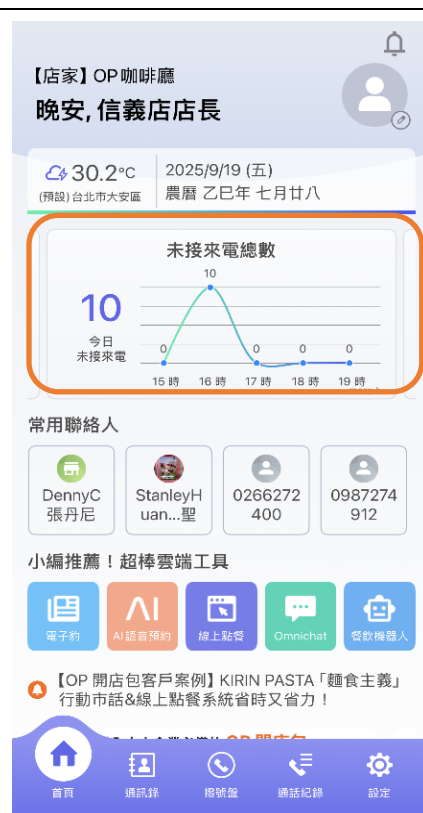 【店家】OP 咖啡廳
晚安, 信義店店長
30.2°C
2025/9/19 (五)
(預設) 台北市大安區
農曆 乙巳年 七月廿八
未接來電總數
10
10
今日
未接來電
0
0
0
0
15 時
16 時
17 時
18 時
19 時
常用聯絡人
DennyC
張丹尼
StanleyH
uan...聖
0266272
400
0987274
912
小編推薦！超棒雲端工具
電子約
AI 語音預約
線上點餐
Omnichat
餐飲機器人
【OP 開店包客戶案例】KIRIN PASTA「麵食主義」
行動市話&線上點餐系統省時又省力！
OP 開店包
首頁
通訊錄
撥號盤
通話紀錄
設定